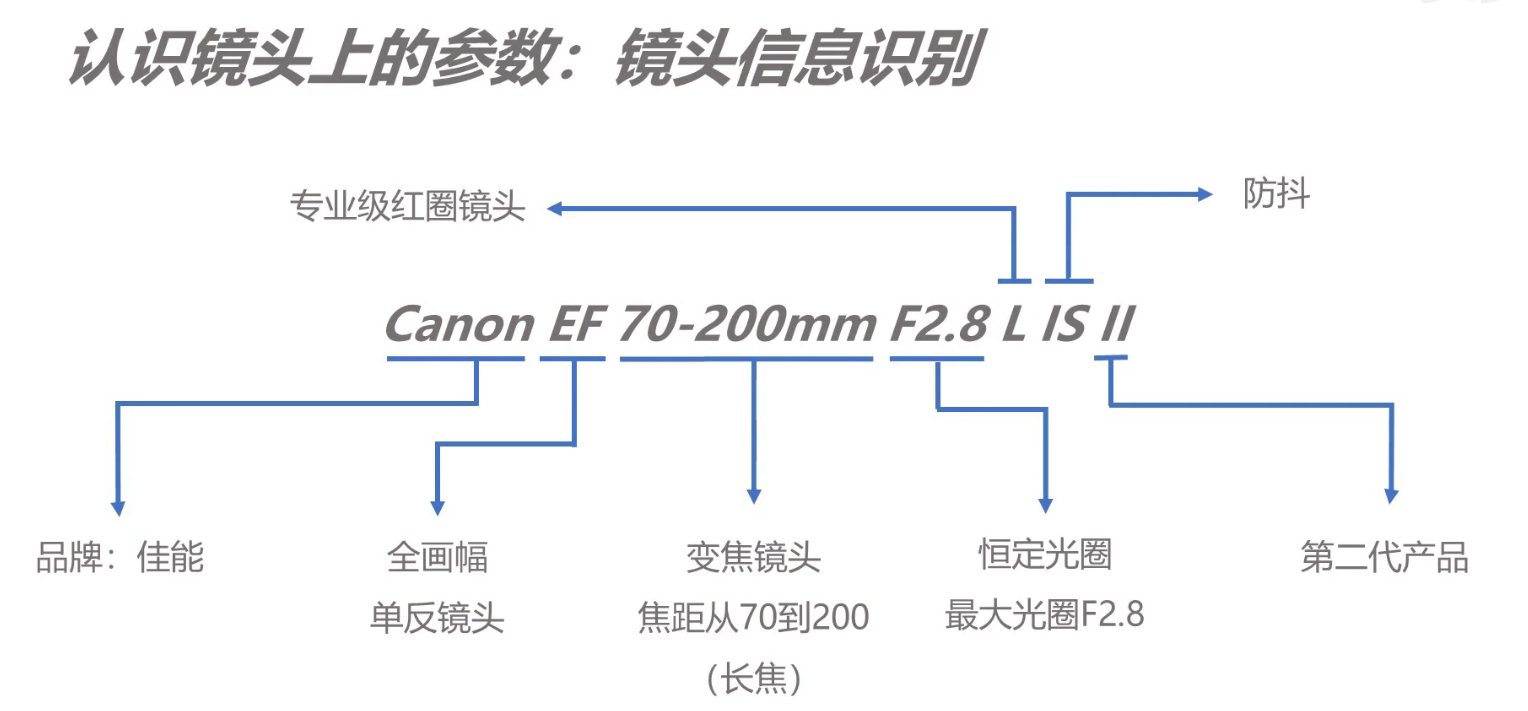 认识镜头上的参数：镜头信息识别
专业级红圈镜头
防抖
Canon EF 70-200mm F2.8 L IS II
品牌：佳能
全画幅
单反镜头
变焦镜头
焦距从70到200
（长焦）
恒定光圈
最大光圈F2.8
第二代产品